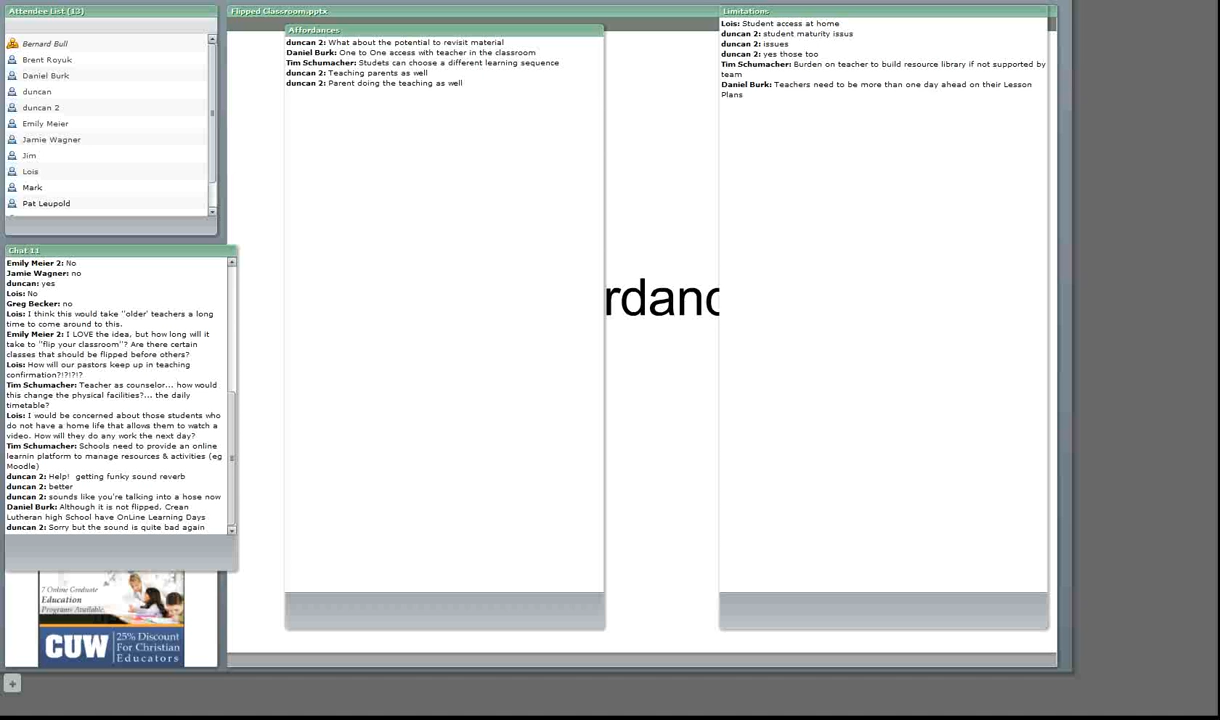 Attendee List (13)
Bernard Bull
Brent Royuk
Daniel Burk
duncan
duncan 2
Emily Meier
Jamie Wagner
Jim
Lois
Mark
Pat Leupold
Chat 11
Emily Meier 2: No
Jamie Wagner: no
duncan: yes
Lois: No
Greg Becker: no
Lois: I think this would take "older' teachers a long
time to come around to this.
Emily Meier 2: I LOVE the idea, but how long will it
take to "flip your classroom"? Are there certain
classes that should be flipped before others?
Lois: How will our pastors keep up in teaching
confirmation?!?!?!?
Tim Schumacher: Teacher as counselor... how would
this change the physical facilities?... the daily
timetable?
Lois: I would be concerned about those students who
do not have a home life that allows them to watch a
video. How will they do any work the next day?
Tim Schumacher: Schools need to provide an online
learnin platform to manage resources & activities (eg
Moodle)
duncan 2: Help!  getting funky sound reverb
duncan 2: better
duncan 2: sounds like you're talking into a hose now
Daniel Burk: Although it is not flipped, Crean
Lutheran high School have OnLine Learning Days
duncan 2: Sorry but the sound is quite bad again
7 Online Graduate
Education
Programs Available.
CUW
25% Discount
For Christian
Educators
Flipped Classroom.pptx
Affordances
duncan 2: What about the potential to revisit material
Daniel Burk: One to One access with teacher in the classroom
Tim Schumacher: Studets can choose a different learning sequence
duncan 2: Teaching parents as well
duncan 2: Parent doing the teaching as well
rdanc
Limitations
Lois: Student access at home
duncan 2: student maturity issus
duncan 2: issues
duncan 2: yes those too
Tim Schumacher: Burden on teacher to build resource library if not supported by
team
Daniel Burk: Teachers need to be more than one day ahead on their Lesson
Plans